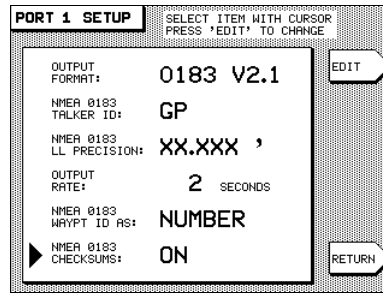 PORT 1 SETUP
SELECT ITEM WITH CURSOR
PRESS 'EDIT' TO CHANGE
OUTPUT
FORMAT: 0183 V2.1
NMEA 0183
TALKER ID: GP
NMEA 0183
LL PRECISION: XX.XXX '
OUTPUT
RATE: 2 SECONDS
NMEA 0183
WAYPT ID AS: NUMBER
NMEA 0183
CHECKSUMS: ON
EDIT
RETURN